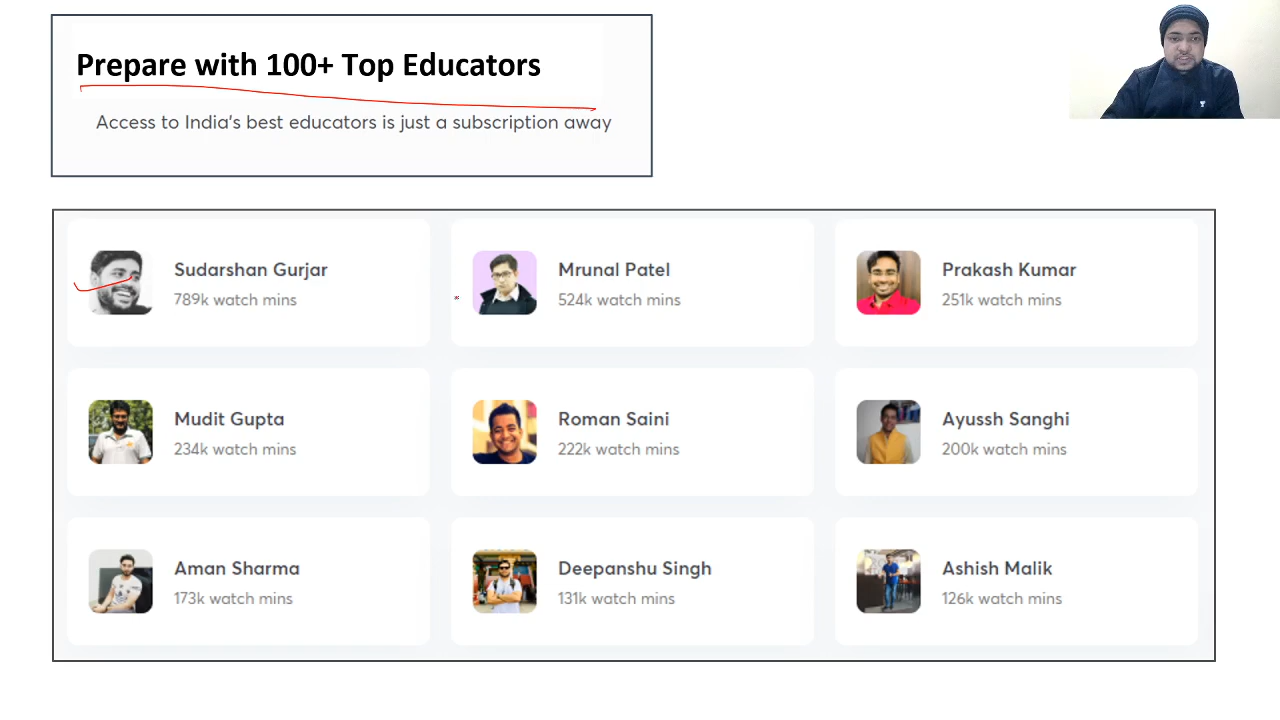 Prepare with 100+ Top Educators
Access to India's best educators is just a subscription away
Sudarshan Gurjar
789k watch mins
Mrunal Patel
524k watch mins
Prakash Kumar
251k watch mins
Mudit Gupta
234k watch mins
Roman Saini
222k watch mins
Ayussh Sanghi
200k watch mins
Aman Sharma
173k watch mins
Deepanshu Singh
131k watch mins
Ashish Malik
126k watch mins